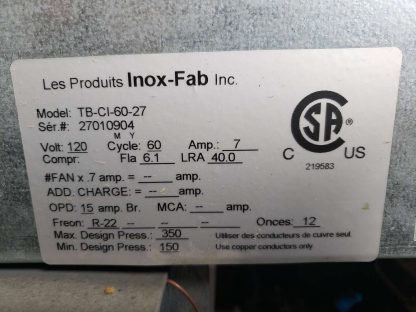 Les Produits Inox-Fab Inc.
Model: TB-CI-60-27
Sér.#: 27010904
M Y
Volt: 120 Cycle: 60 Amp.: 7
Compr: Fla 6.1 LRA 40.0
#FAN x .7 amp. = -- amp.
ADD. CHARGE: = -- amp.
OPD: 15 amp. Br. MCA= -- amp.
Freon: R-22 -- -- -- Onces: 12
Max. Design Press.: 350 Utiliser des conducteurs de cuivre seul.
Min. Design Press.: 150 Use copper conductors only
CSA ®
C US
219583